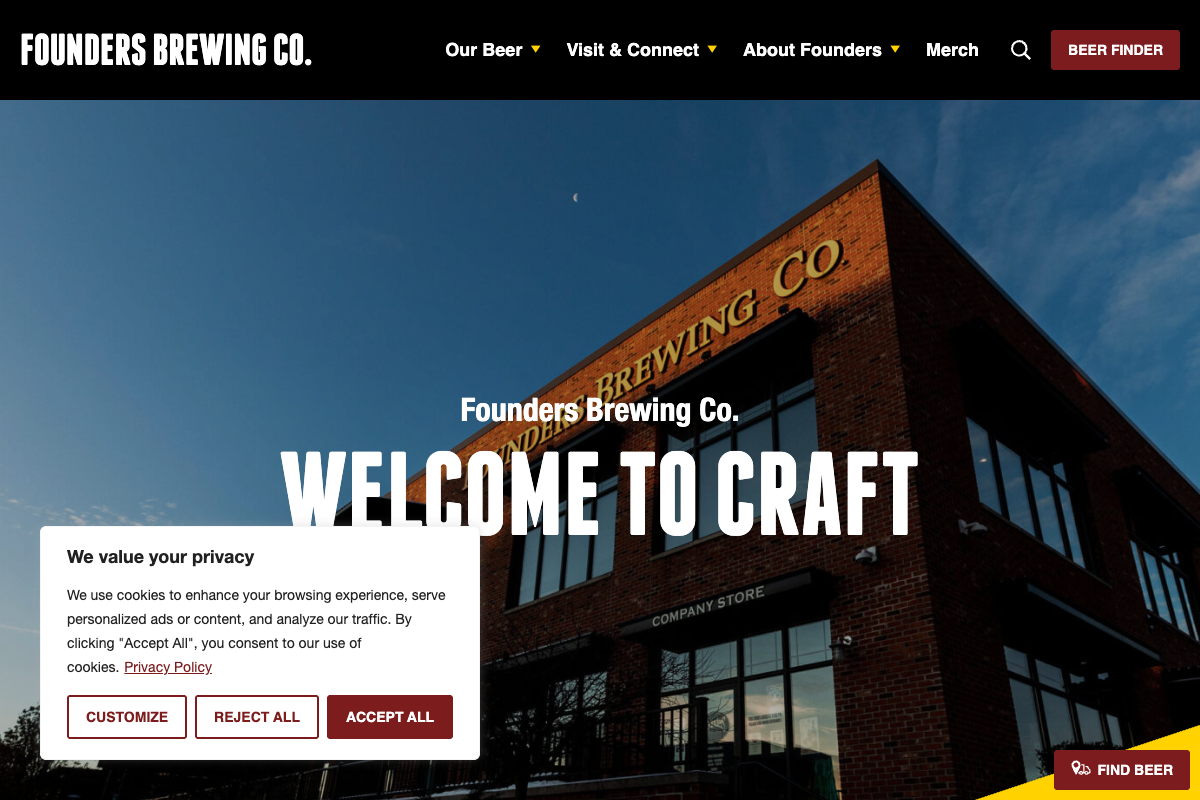 FOUNDERS BREWING CO.
Our Beer
Visit & Connect
About Founders
Merch
BEER FINDER
FOUNDERS BREWING CO
Founders Brewing Co.
WELCOME TO CRAFT
COMPANY STORE
We value your privacy
We use cookies to enhance your browsing experience, serve
personalized ads or content, and analyze our traffic. By
clicking "Accept All", you consent to our use of
cookies. Privacy Policy
CUSTOMIZE
REJECT ALL
ACCEPT ALL
FIND BEER